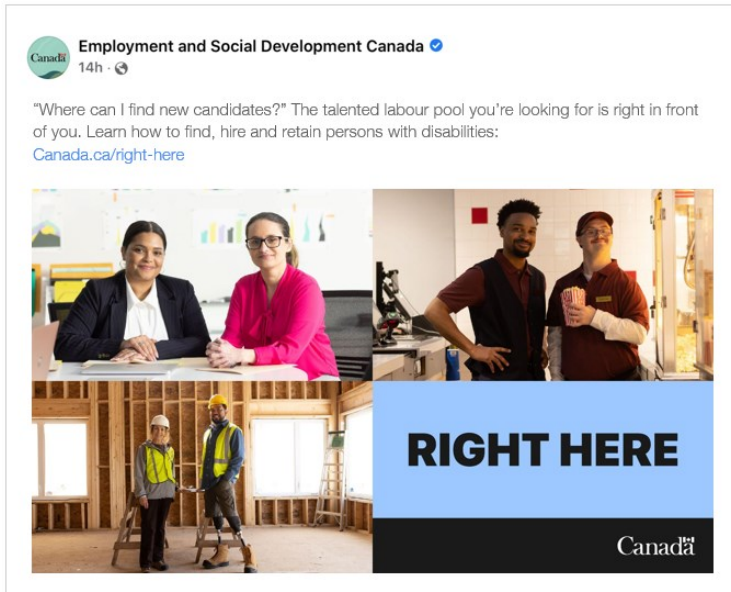 Canada
Employment and Social Development Canada
14h ·
“Where can I find new candidates?” The talented labour pool you’re looking for is right in front
of you. Learn how to find, hire and retain persons with disabilities:
Canada.ca/right-here
RIGHT HERE
Canada